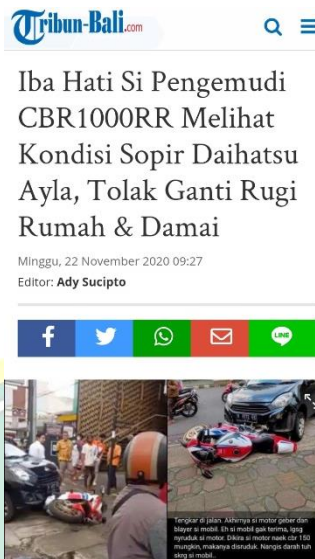 Tribun-Bali.com
Iba Hati Si Pengemudi
CBR1000RR Melihat
Kondisi Sopir Daihatsu
Ayla, Tolak Ganti Rugi
Rumah & Damai
Minggu, 22 November 2020 09:27
Editor: Ady Sucipto
LINE
Tengkar di jalan. Akhirnya si motor geber dan
blayer si mobil. Eh si mobil gak terima, lgsg
nyruduk si motor. Dikira si motor naek cbr 150
mungkin, makanya disruduk. Nangis darah tuh
skrg si mobil..